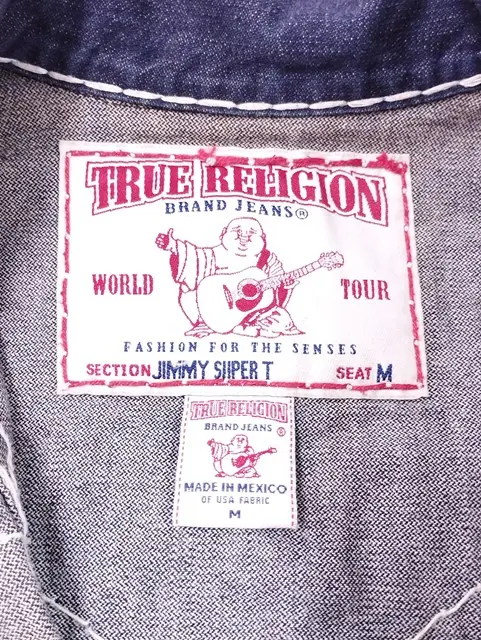 TRUE RELIGION
BRAND JEANS®
WORLD TOUR
FASHION FOR THE SENSES
SECTION JIMMY SUPER T SEAT M
TRUE RELIGION
BRAND JEANS ®
MADE IN MEXICO
OF USA FABRIC
M